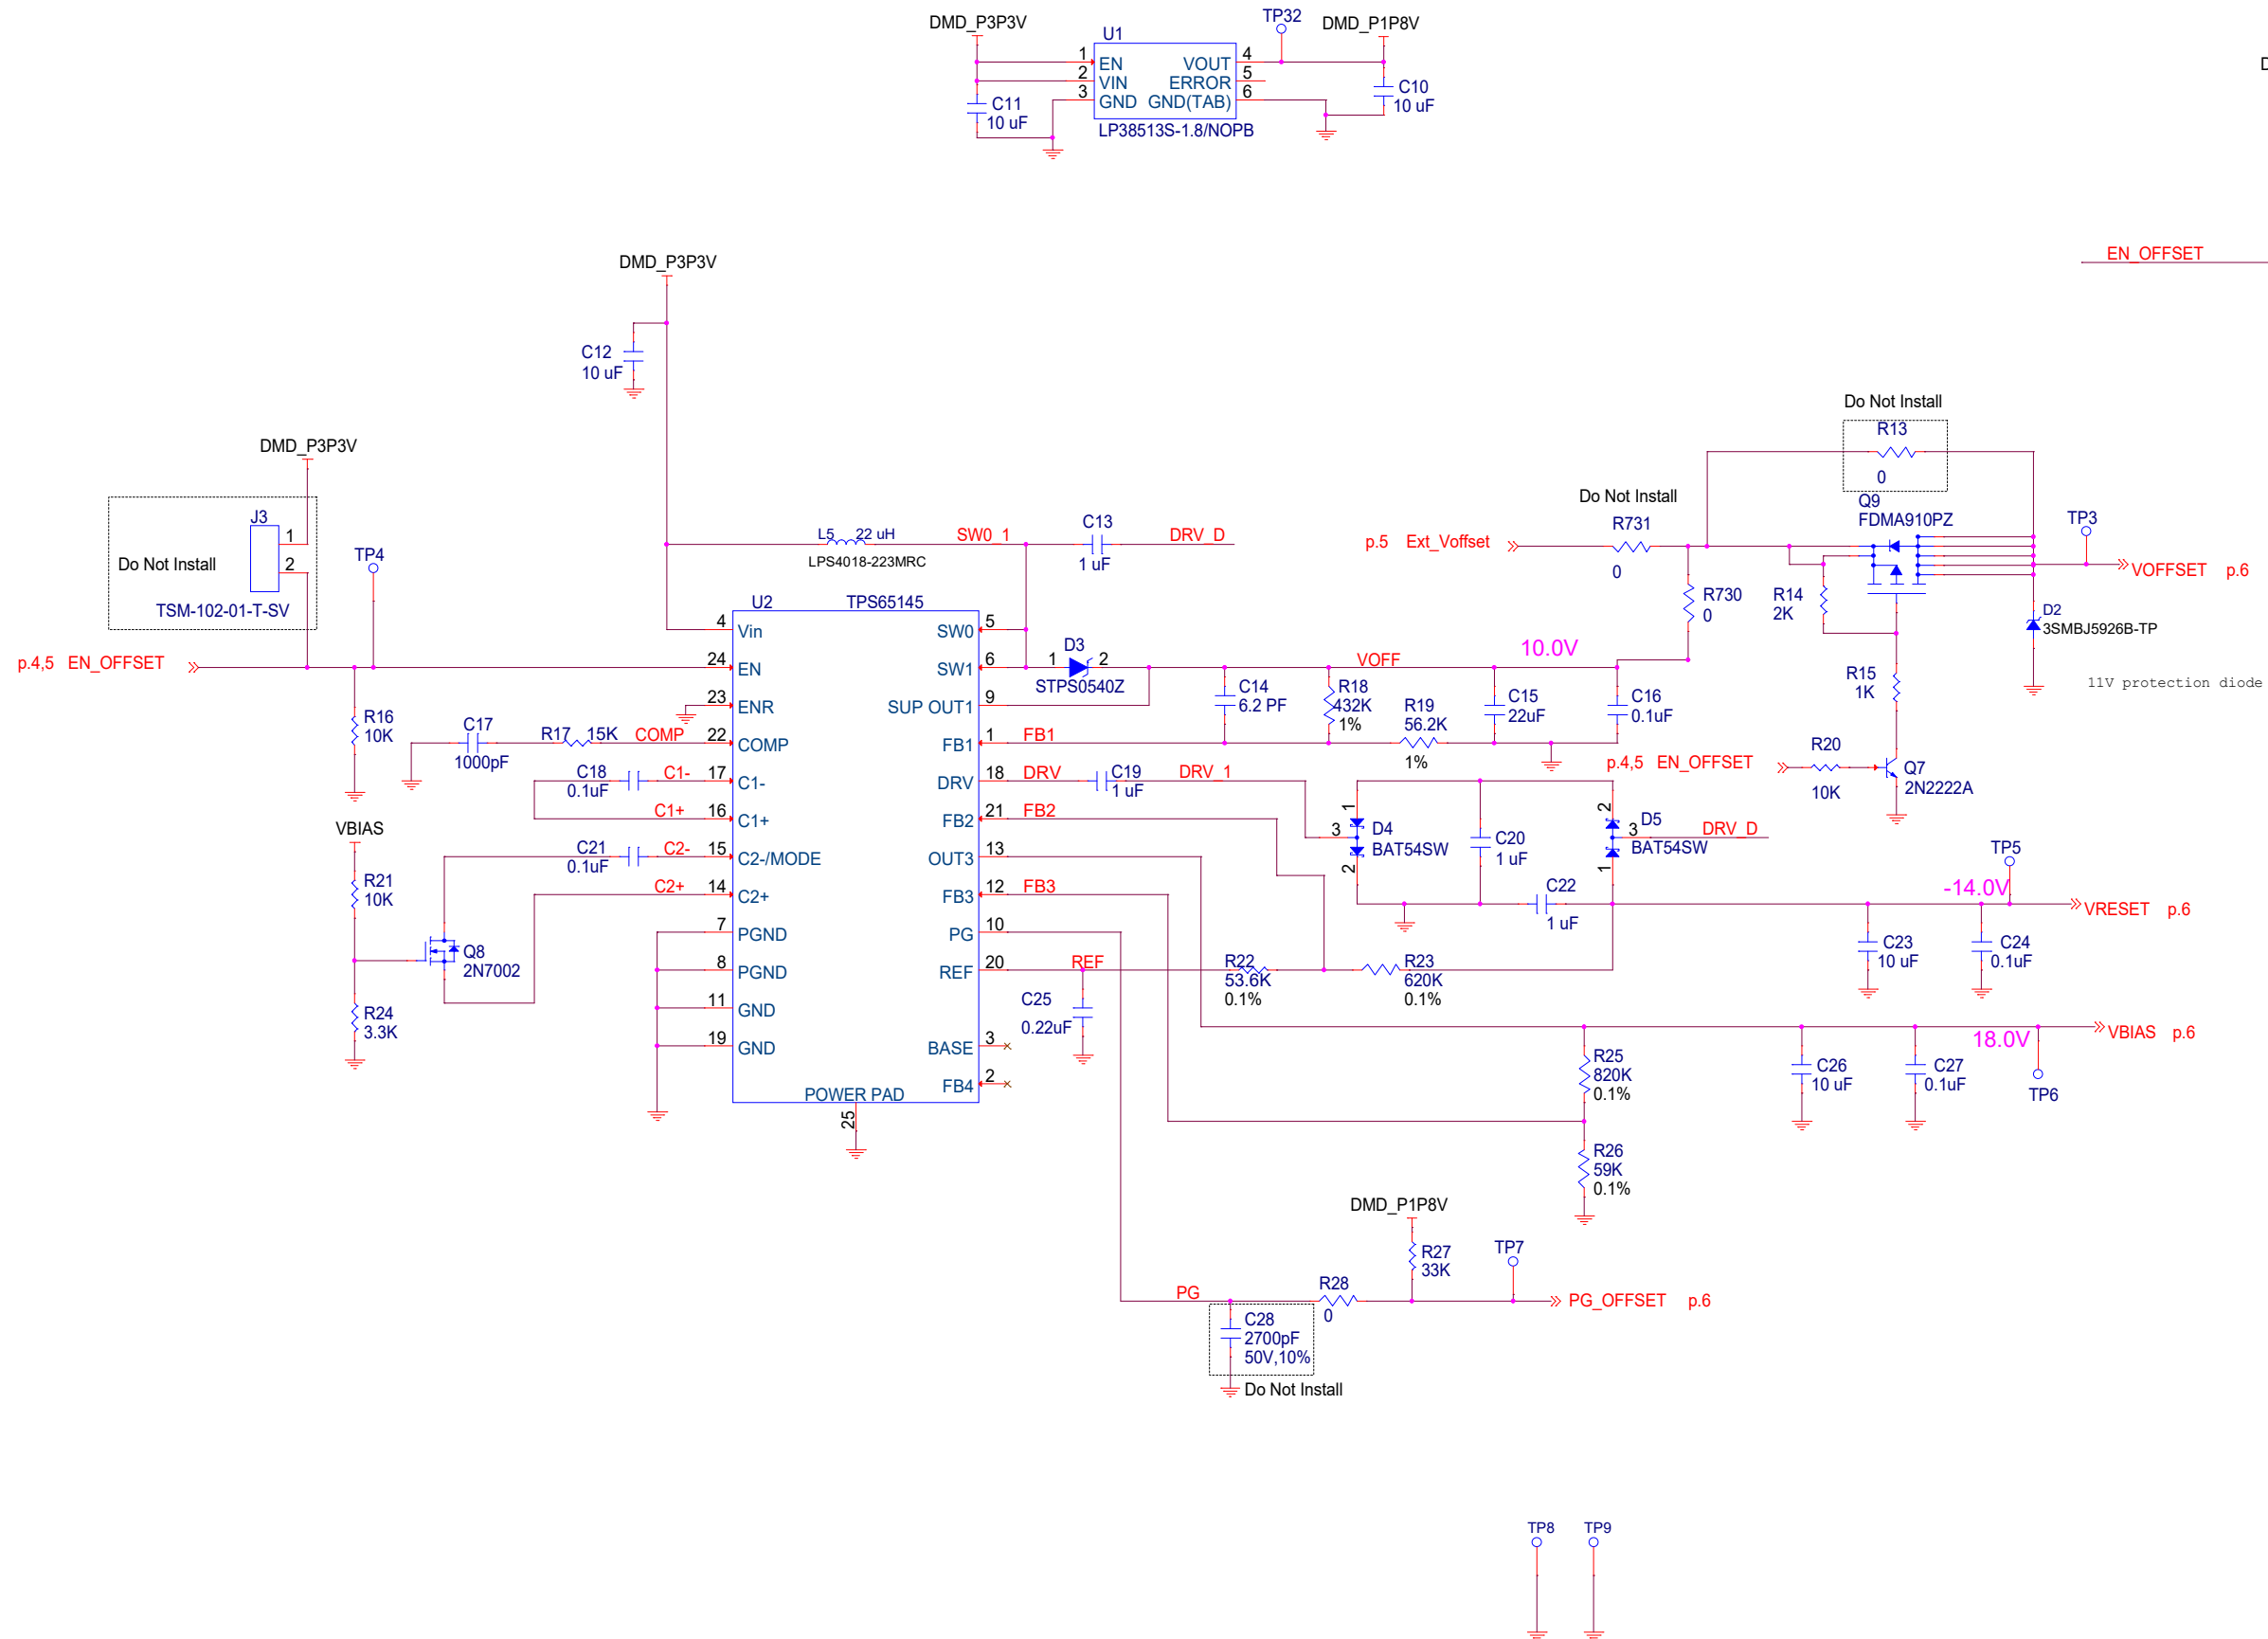 DMD_P3P3V
U1
TP32
DMD_P1P8V
D
1
EN
VOUT
4
2
VIN
ERROR
5
3
GND
GND(TAB)
6
C11
10 uF
C10
10 uF
LP38513S-1.8/NOPB
EN_OFFSET
DMD_P3P3V
C12
10 uF
Do Not Install
R13
0
DMD_P3P3V
J3
1
2
Do Not Install
TSM-102-01-T-SV
TP4
L5 22 uH
LPS4018-223MRC
SW0_1
C13
1 uF
DRV_D
Do Not Install
p.5 Ext_Voffset
R731
0
R730
0
Q9
FDMA910PZ
R14
2K
TP3
VOFFSET p.6
D2
3SMBJ5926B-TP
11V protection diode
R15
1K
p.4,5 EN_OFFSET
R20
10K
Q7
2N2222A
p.4,5 EN_OFFSET
R16
10K
U2
TPS65145
4 Vin
24 EN
23 ENR
22 COMP
17 C1-
16 C1+
15 C2-/MODE
14 C2+
7 PGND
8 PGND
11 GND
19 GND
POWER PAD
25
SW0 5
SW1 6
SUP OUT1 9
FB1 1
DRV 18
FB2 21
OUT3 13
FB3 12
PG 10
REF 20
BASE 3
FB4 2
C17
1000pF
R17 15K
COMP
C18
0.1uF
C1-
C1+
C21
0.1uF
C2-
C2+
VBIAS
R21
10K
R24
3.3K
Q8
2N7002
1 D3 2
STPS0540Z
VOFF
10.0V
C14
6.2 PF
R18
432K
1%
R19
56.2K
1%
C15
22uF
C16
0.1uF
FB1
DRV
C19
1 uF
DRV_1
FB2
FB3
1
3
2
D4
BAT54SW
C20
1 uF
2
3
1
D5
BAT54SW
DRV_D
C22
1 uF
TP5
-14.0V
VRESET p.6
C23
10 uF
C24
0.1uF
REF
C25
0.22uF
R22
53.6K
0.1%
R23
620K
0.1%
VBIAS p.6
18.0V
R25
820K
0.1%
C26
10 uF
C27
0.1uF
TP6
R26
59K
0.1%
DMD_P1P8V
R27
33K
TP7
PG
R28
0
PG_OFFSET p.6
C28
2700pF
50V,10%
Do Not Install
TP8
TP9